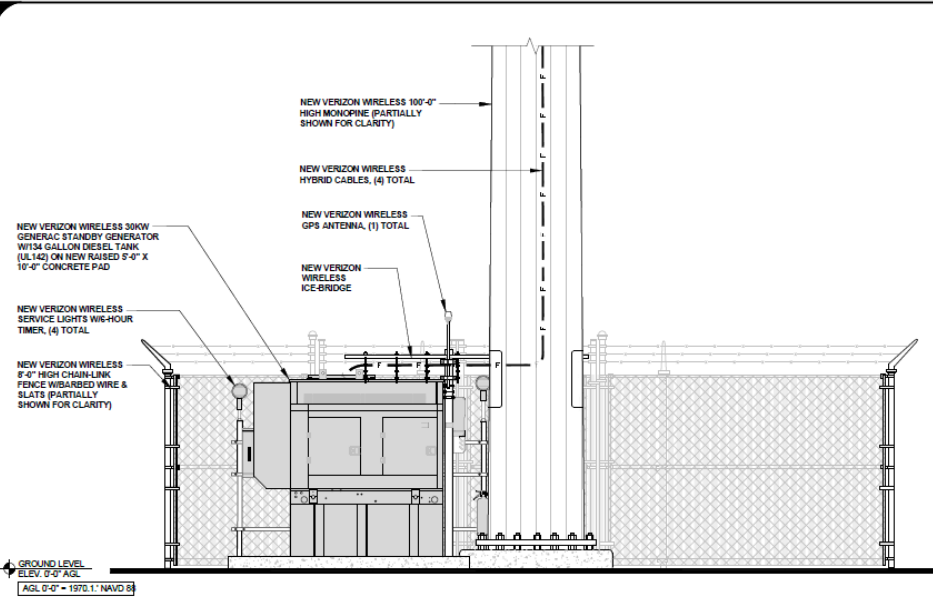 NEW VERIZON WIRELESS 100'-0"
HIGH MONOPINE (PARTIALLY
SHOWN FOR CLARITY)
NEW VERIZON WIRELESS
HYBRID CABLES, (4) TOTAL
NEW VERIZON WIRELESS
GPS ANTENNA, (1) TOTAL
NEW VERIZON
WIRELESS
ICE-BRIDGE
NEW VERIZON WIRELESS 30KW
GENERAC STANDBY GENERATOR
W/134 GALLON DIESEL TANK
(UL142) ON NEW RAISED 5'-0" X
10'-0" CONCRETE PAD
NEW VERIZON WIRELESS
SERVICE LIGHTS W/6-HOUR
TIMER, (4) TOTAL
NEW VERIZON WIRELESS
8'-0" HIGH CHAIN-LINK
FENCE W/BARBED WIRE &
SLATS (PARTIALLY
SHOWN FOR CLARITY)
F
F
F
F
F
F
F
F
F
F
GROUND LEVEL
ELEV. 0'-0" AGL
AGL 0'-0" = 1970.1.' NAVD 88